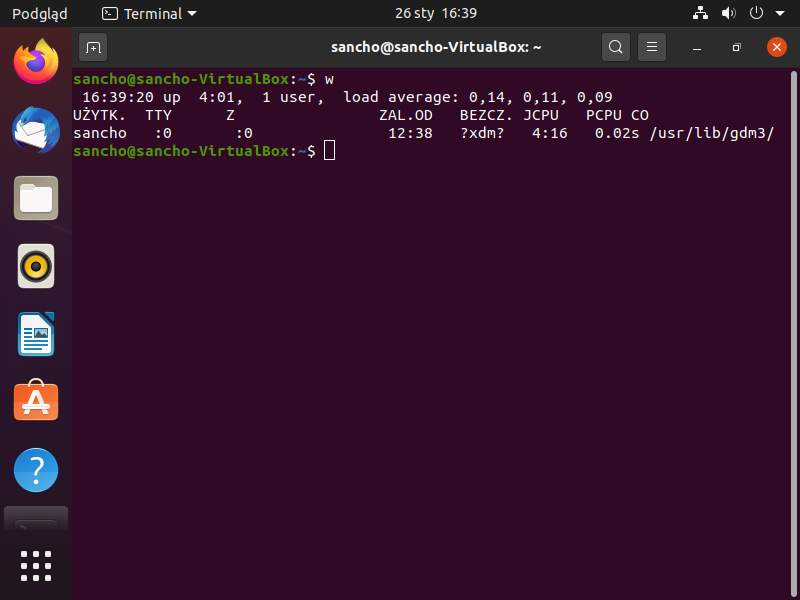 Podgląd Terminal 26 sty 16:39
sancho@sancho-VirtualBox: ~
sancho@sancho-VirtualBox:~$ w
16:39:20 up  4:01,  1 user,  load average: 0,14, 0,11, 0,09
UŻYTK.  TTY      Z                ZAL.OD   BEZCZ. JCPU   PCPU CO
sancho   :0       :0               12:38   ?xdm?   4:16   0.02s /usr/lib/gdm3/
sancho@sancho-VirtualBox:~$